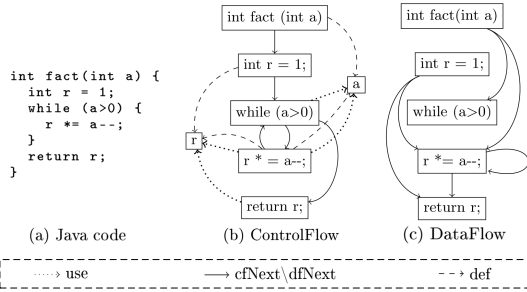 int fact(int a) {
int r = 1;
while (a>0) {
r *= a--;
}
return r;
}
(a) Java code
int fact (int a)
int r = 1;
a
while (a>0)
r
r * = a--;
return r;
(b) ControlFlow
int fact(int a)
int r = 1;
while (a>0)
r *= a--;
return r;
(c) DataFlow
use
cfNext\dfNext
def